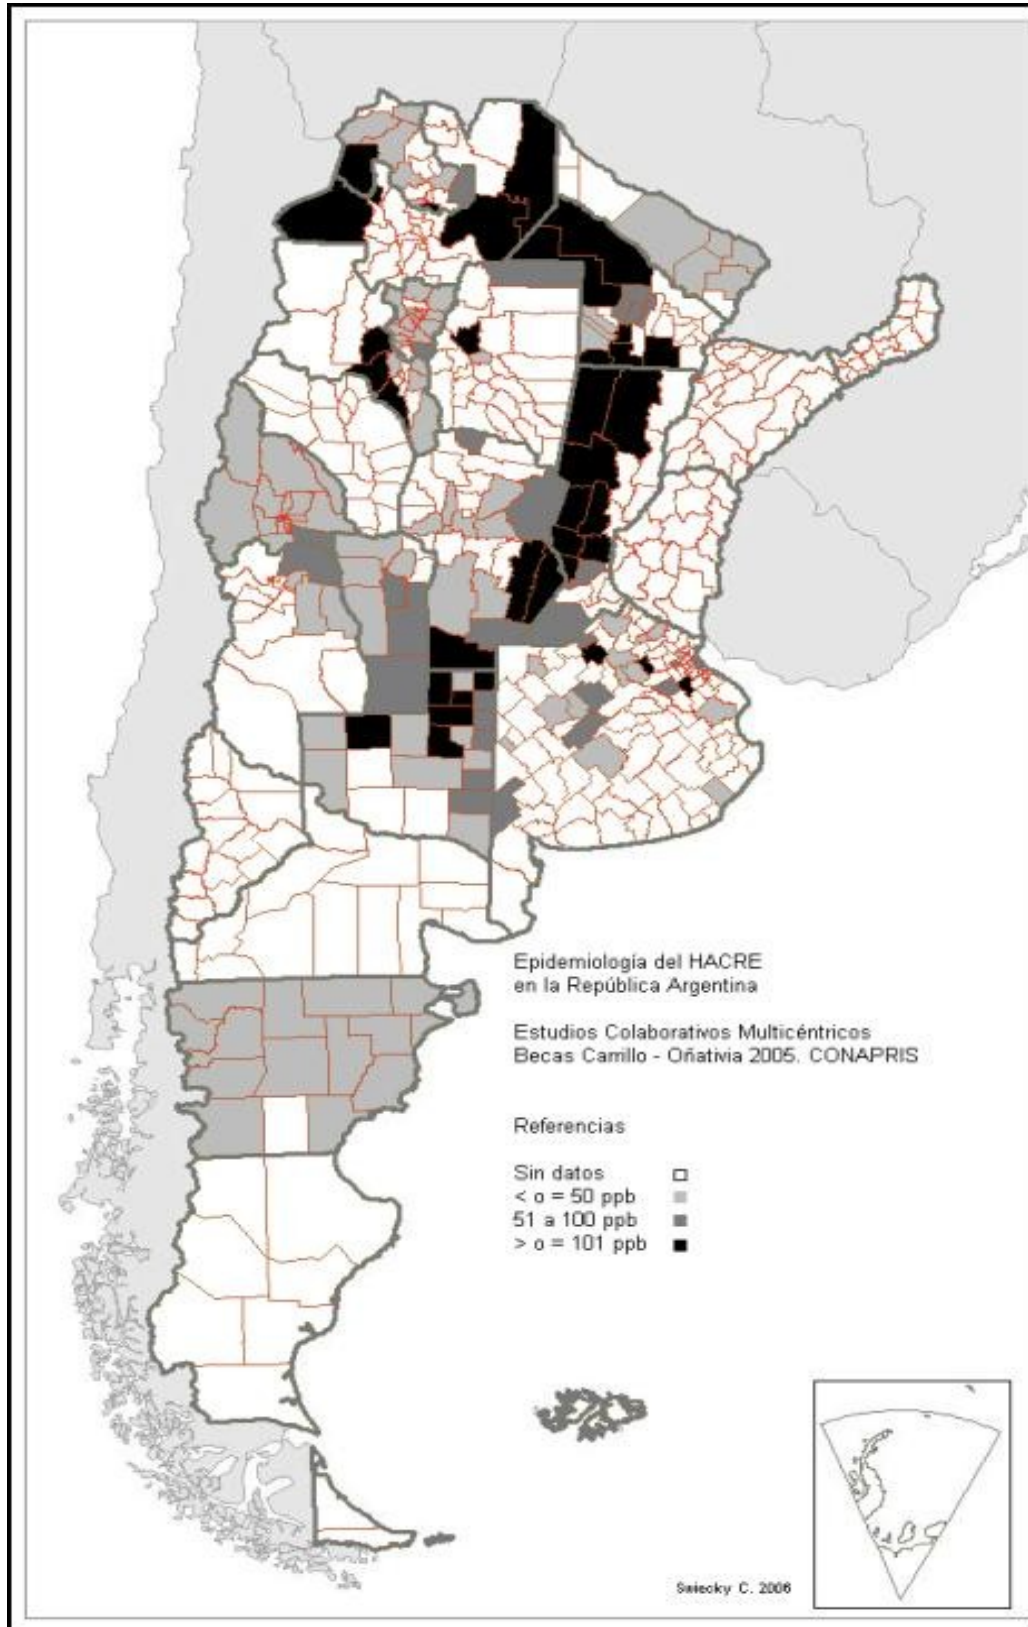 Epidemiología del HACRE
en la República Argentina
Estudios Colaborativos Multicéntricos
Becas Carrillo - Oñativia 2005. CONAPRIS
Referencias
Sin datos
< o = 50 ppb
51 a 100 ppb
> o = 101 ppb
Swiecky C. 2006